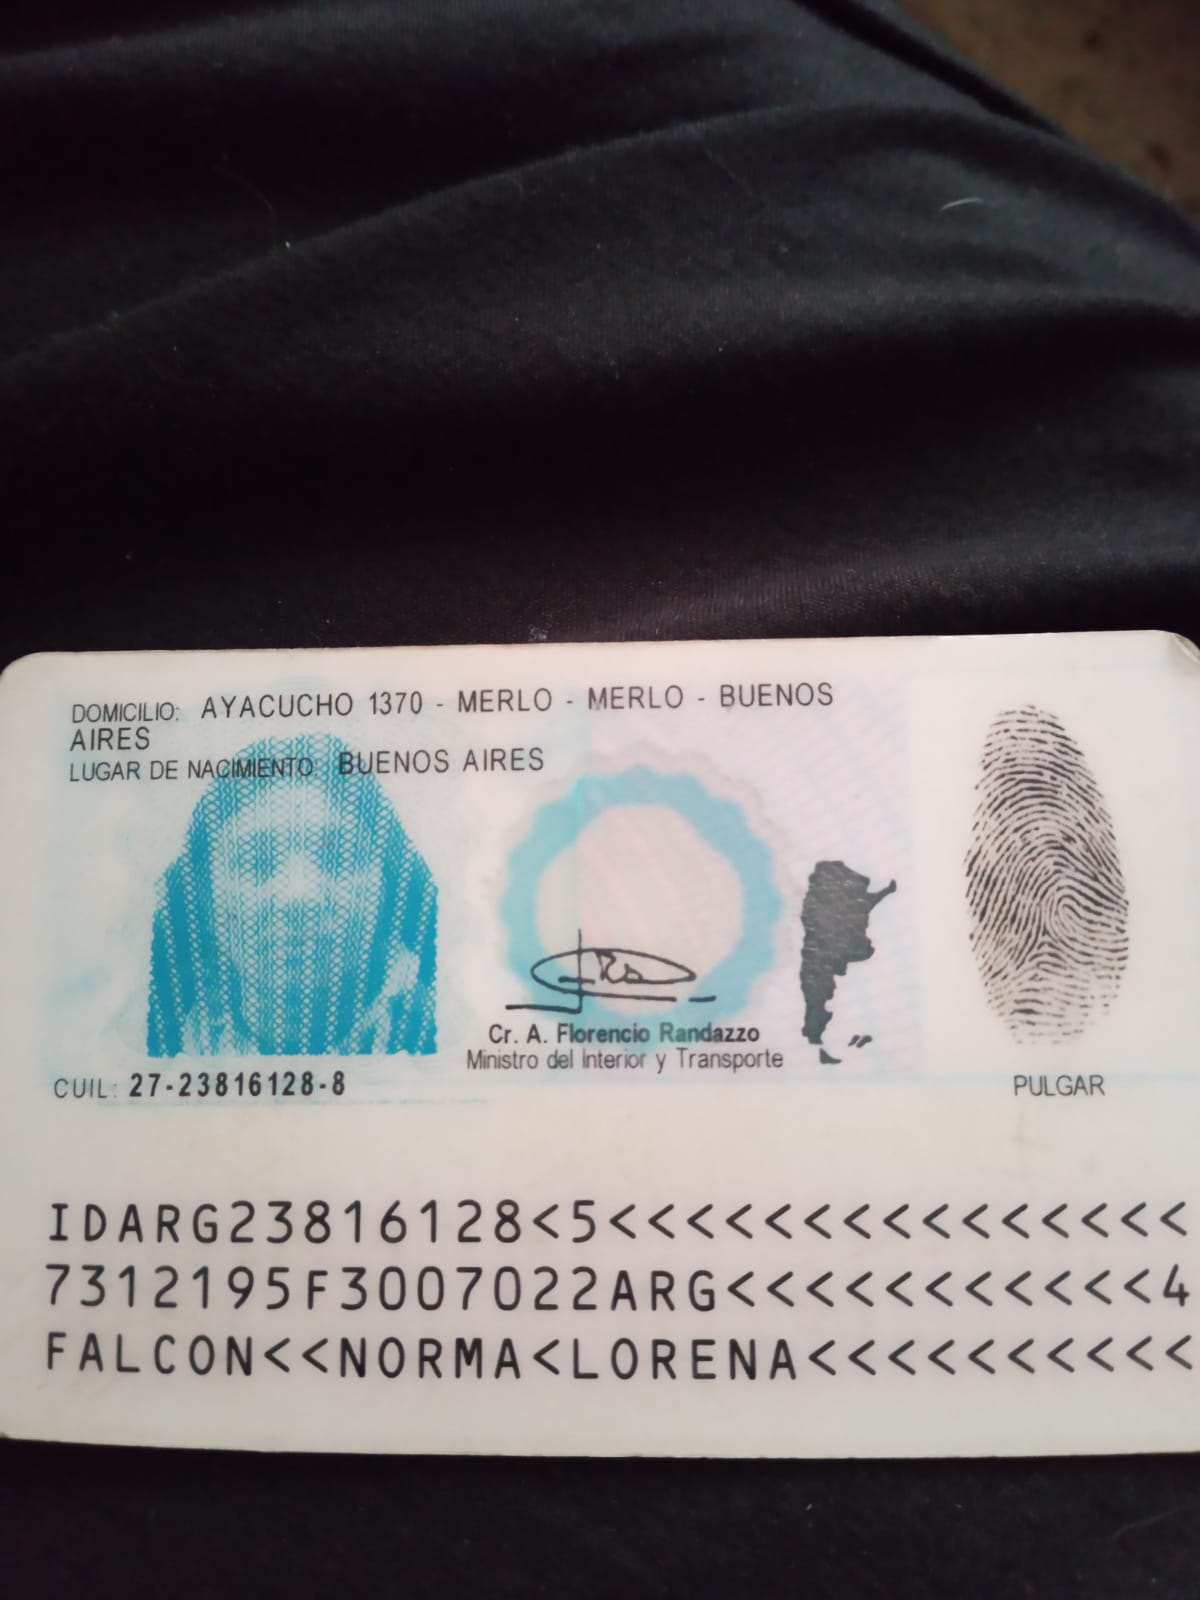 DOMICILIO: AYACUCHO 1370 - MERLO - MERLO - BUENOS
AIRES
LUGAR DE NACIMIENTO: BUENOS AIRES
Cr. A. Florencio Randazzo
Ministro del Interior y Transporte
CUIL: 27-23816128-8
PULGAR
IDARG23816128<5<<<<<<<<<<<<<<<<
7312195F3007022ARG<<<<<<<<<<<<4
FALCON<<NORMA<LORENA<<<<<<<<<<<